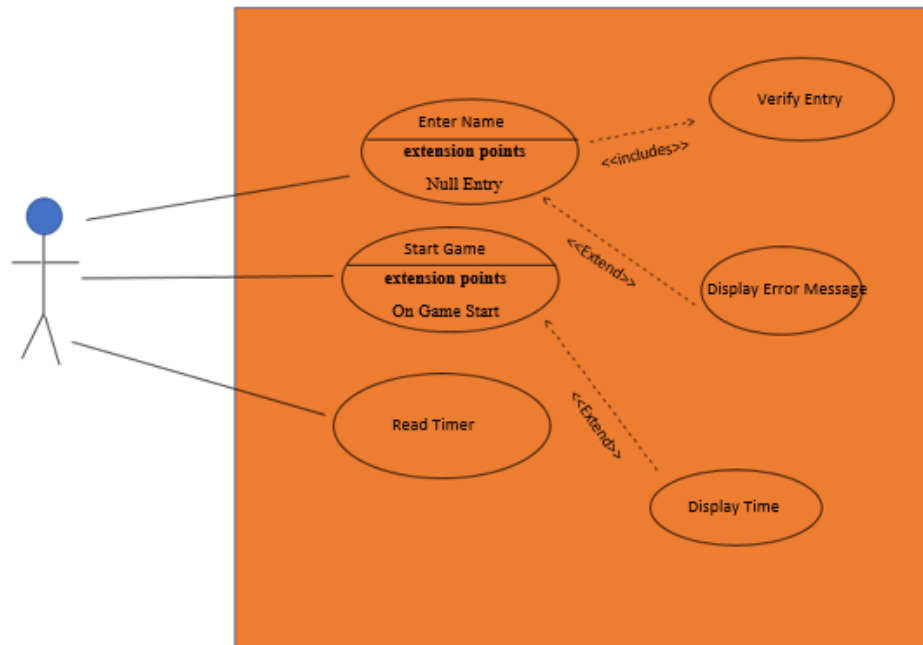 Enter Name
extension points
Null Entry
Verify Entry
<<includes>>
Start Game
extension points
On Game Start
<<Extend>>
Display Error Message
Read Timer
<<Extend>>
Display Time